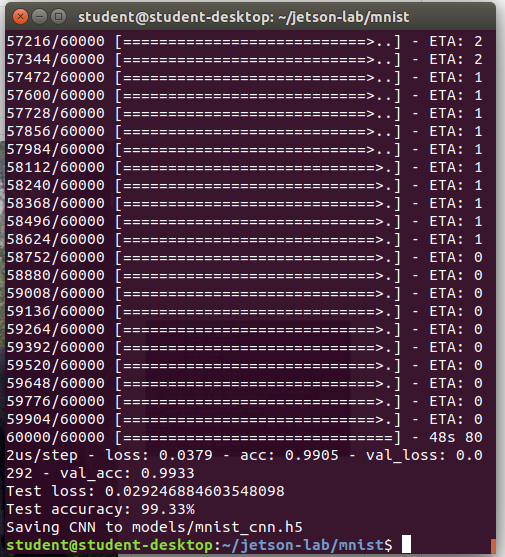 student@student-desktop: ~/jetson-lab/mnist
57216/60000 [==============================>..] - ETA: 2
57344/60000 [==============================>..] - ETA: 2
57472/60000 [==============================>..] - ETA: 1
57600/60000 [==============================>..] - ETA: 1
57728/60000 [==============================>..] - ETA: 1
57856/60000 [==============================>..] - ETA: 1
57984/60000 [==============================>..] - ETA: 1
58112/60000 [===============================>.] - ETA: 1
58240/60000 [===============================>.] - ETA: 1
58368/60000 [===============================>.] - ETA: 1
58496/60000 [===============================>.] - ETA: 1
58624/60000 [===============================>.] - ETA: 1
58752/60000 [===============================>.] - ETA: 0
58880/60000 [===============================>.] - ETA: 0
59008/60000 [===============================>.] - ETA: 0
59136/60000 [===============================>.] - ETA: 0
59264/60000 [===============================>.] - ETA: 0
59392/60000 [===============================>.] - ETA: 0
59520/60000 [===============================>.] - ETA: 0
59648/60000 [===============================>.] - ETA: 0
59776/60000 [===============================>.] - ETA: 0
59904/60000 [===============================>.] - ETA: 0
60000/60000 [=================================] - 48s 80
2us/step - loss: 0.0379 - acc: 0.9905 - val_loss: 0.0
292 - val_acc: 0.9933
Test loss: 0.029246884603548098
Test accuracy: 99.33%
Saving CNN to models/mnist_cnn.h5
student@student-desktop:~/jetson-lab/mnist$